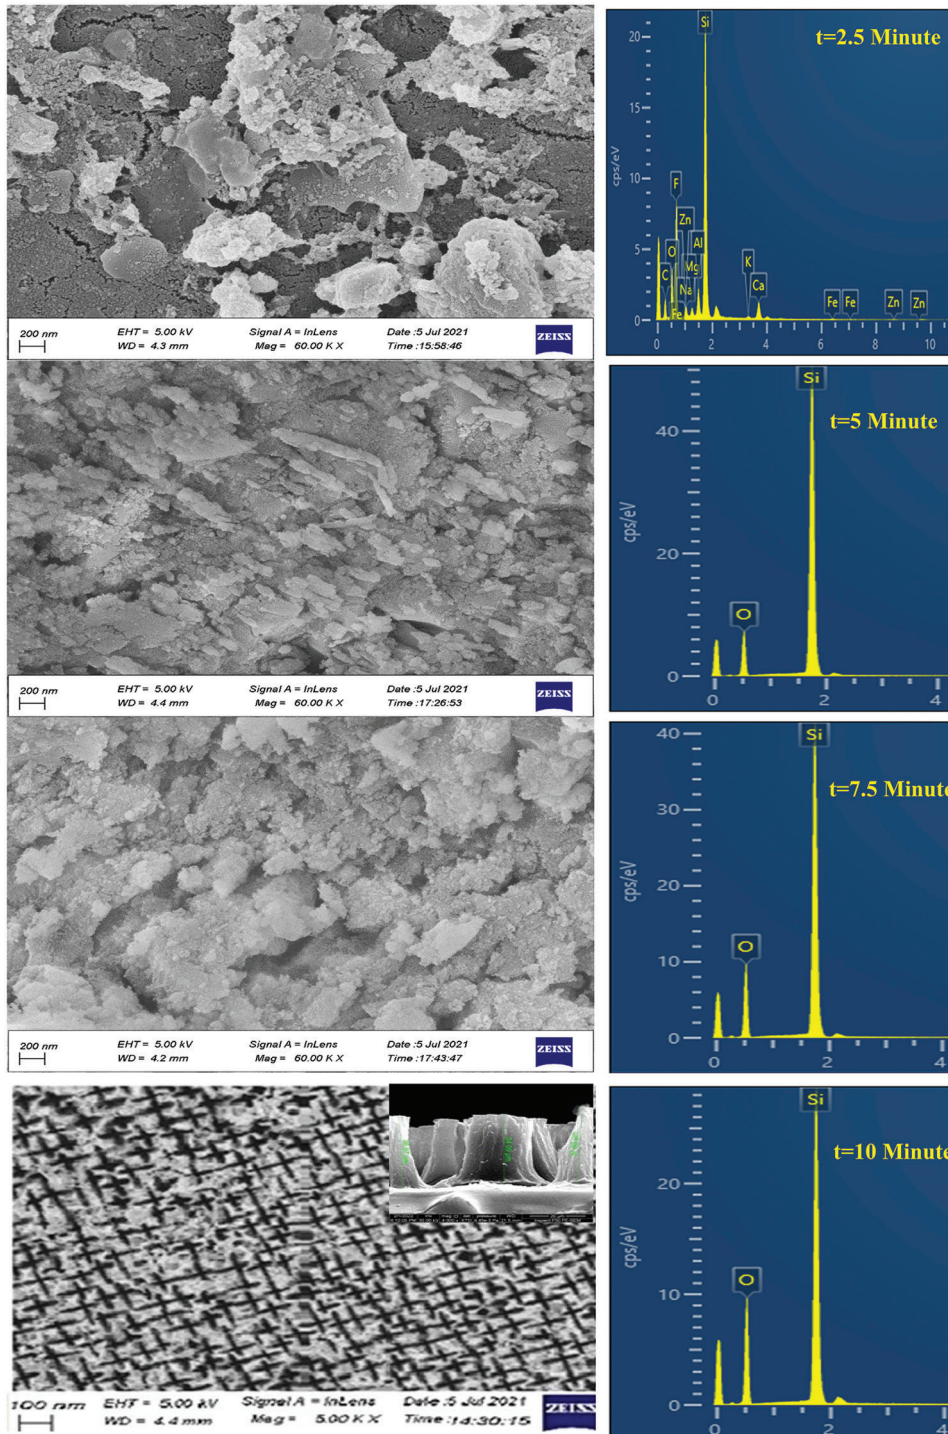 t=2.5 Minute
cps/eV
20
15
10
5
0
Si
F
Zn
O
Al
C
Mg
Na
Fe
K
Ca
Fe
Fe
Zn
Zn
0 2 4 6 8 10
200 nm EHT = 5.00 kV Signal A = InLens Date :5 Jul 2021 ZEISS
WD = 4.3 mm Mag = 60.00 K X Time :15:58:46
t=5 Minute
cps/eV
Si
40
20
O
0
0 2 4
200 nm EHT = 5.00 kV Signal A = InLens Date :5 Jul 2021 ZEISS
WD = 4.4 mm Mag = 60.00 K X Time :17:26:53
t=7.5 Minute
cps/eV
Si
40
30
20
10
O
0
0 2 4
200 nm EHT = 5.00 kV Signal A = InLens Date :5 Jul 2021 ZEISS
WD = 4.2 mm Mag = 60.00 K X Time :17:43:47
t=10 Minute
cps/eV
Si
20
10
O
0
0 2 4
100 nm EHT = 5.00 kV Signal A = InLens Date :5 Jul 2021 ZEISS
WD = 4.4 mm Mag = 5.00 K X Time :14:30:15